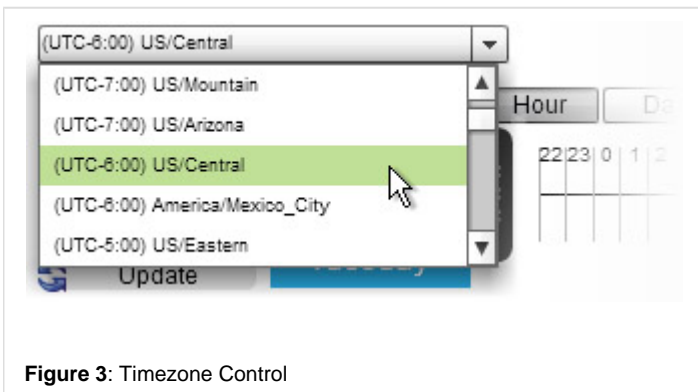 (UTC-6:00) US/Central
(UTC-7:00) US/Mountain
(UTC-7:00) US/Arizona
(UTC-6:00) US/Central
(UTC-6:00) America/Mexico_City
(UTC-5:00) US/Eastern
Hour
22 23 0 1 2
Update
Figure 3: Timezone Control